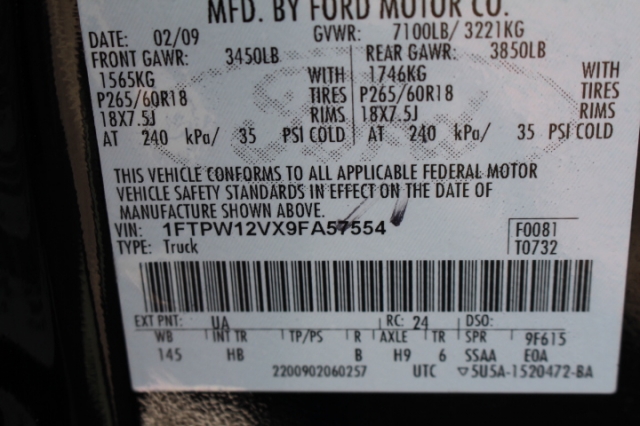 MFD. BY FORD MOTOR CO.
DATE: 02/09 GVWR: 7100LB/ 3221KG
FRONT GAWR: 3450LB REAR GAWR: 3850LB
1565KG WITH 1746KG WITH
P265/60R18 TIRES P265/60R18 TIRES
18X7.5J RIMS 18X7.5J RIMS
AT 240 kPa/ 35 PSI COLD AT 240 kPa/ 35 PSI COLD
THIS VEHICLE CONFORMS TO ALL APPLICABLE FEDERAL MOTOR
VEHICLE SAFETY STANDARDS IN EFFECT ON THE DATE OF
MANUFACTURE SHOWN ABOVE.
VIN: 1FTPW12VX9FA57554 F0081
TYPE: Truck T0732
EXT PNT: UA RC: 24 DSO:
WB INT TR TP/PS R AXLE TR SPR 9F615
145 HB B H9 6 SSAA E0A
2200902060257 UTC ▽5U5A-1520472-BA